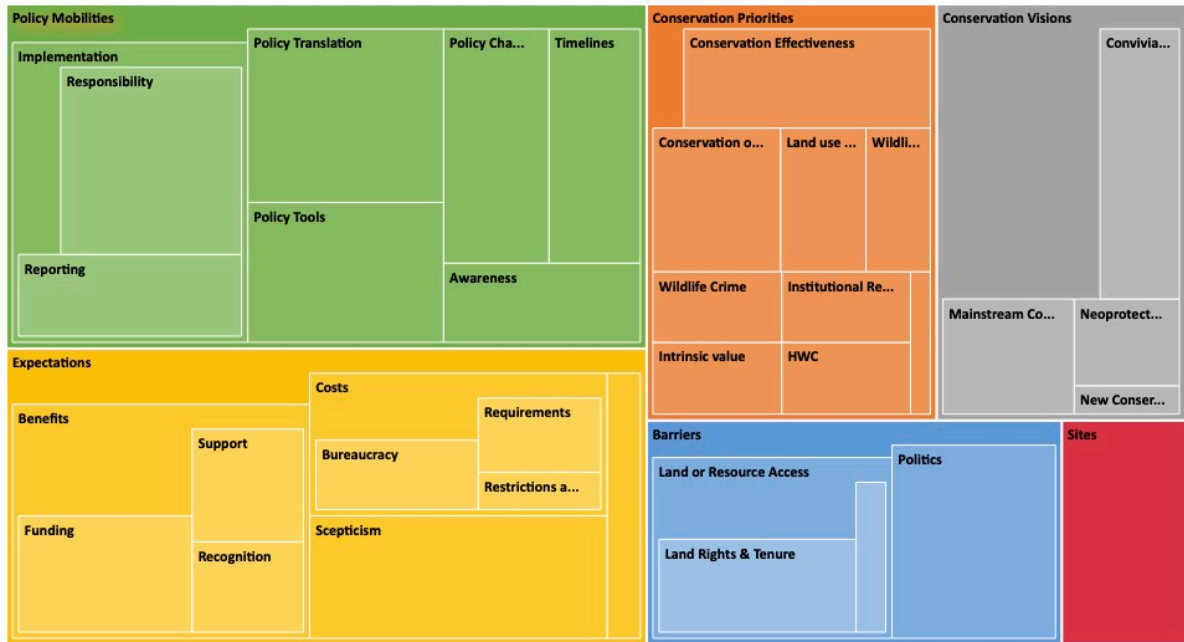 Policy Mobilities
Implementation
Responsibility
Reporting
Policy Translation
Policy Tools
Policy Cha...
Timelines
Awareness
Expectations
Benefits
Support
Funding
Recognition
Costs
Requirements
Bureaucracy
Restrictions a...
Scepticism
Conservation Priorities
Conservation Effectiveness
Conservation o...
Land use ...
Wildli...
Wildlife Crime
Institutional Re...
Intrinsic value
HWC
Conservation Visions
Convivia...
Mainstream Co...
Neoprotect...
New Conser...
Barriers
Land or Resource Access
Land Rights & Tenure
Politics
Sites